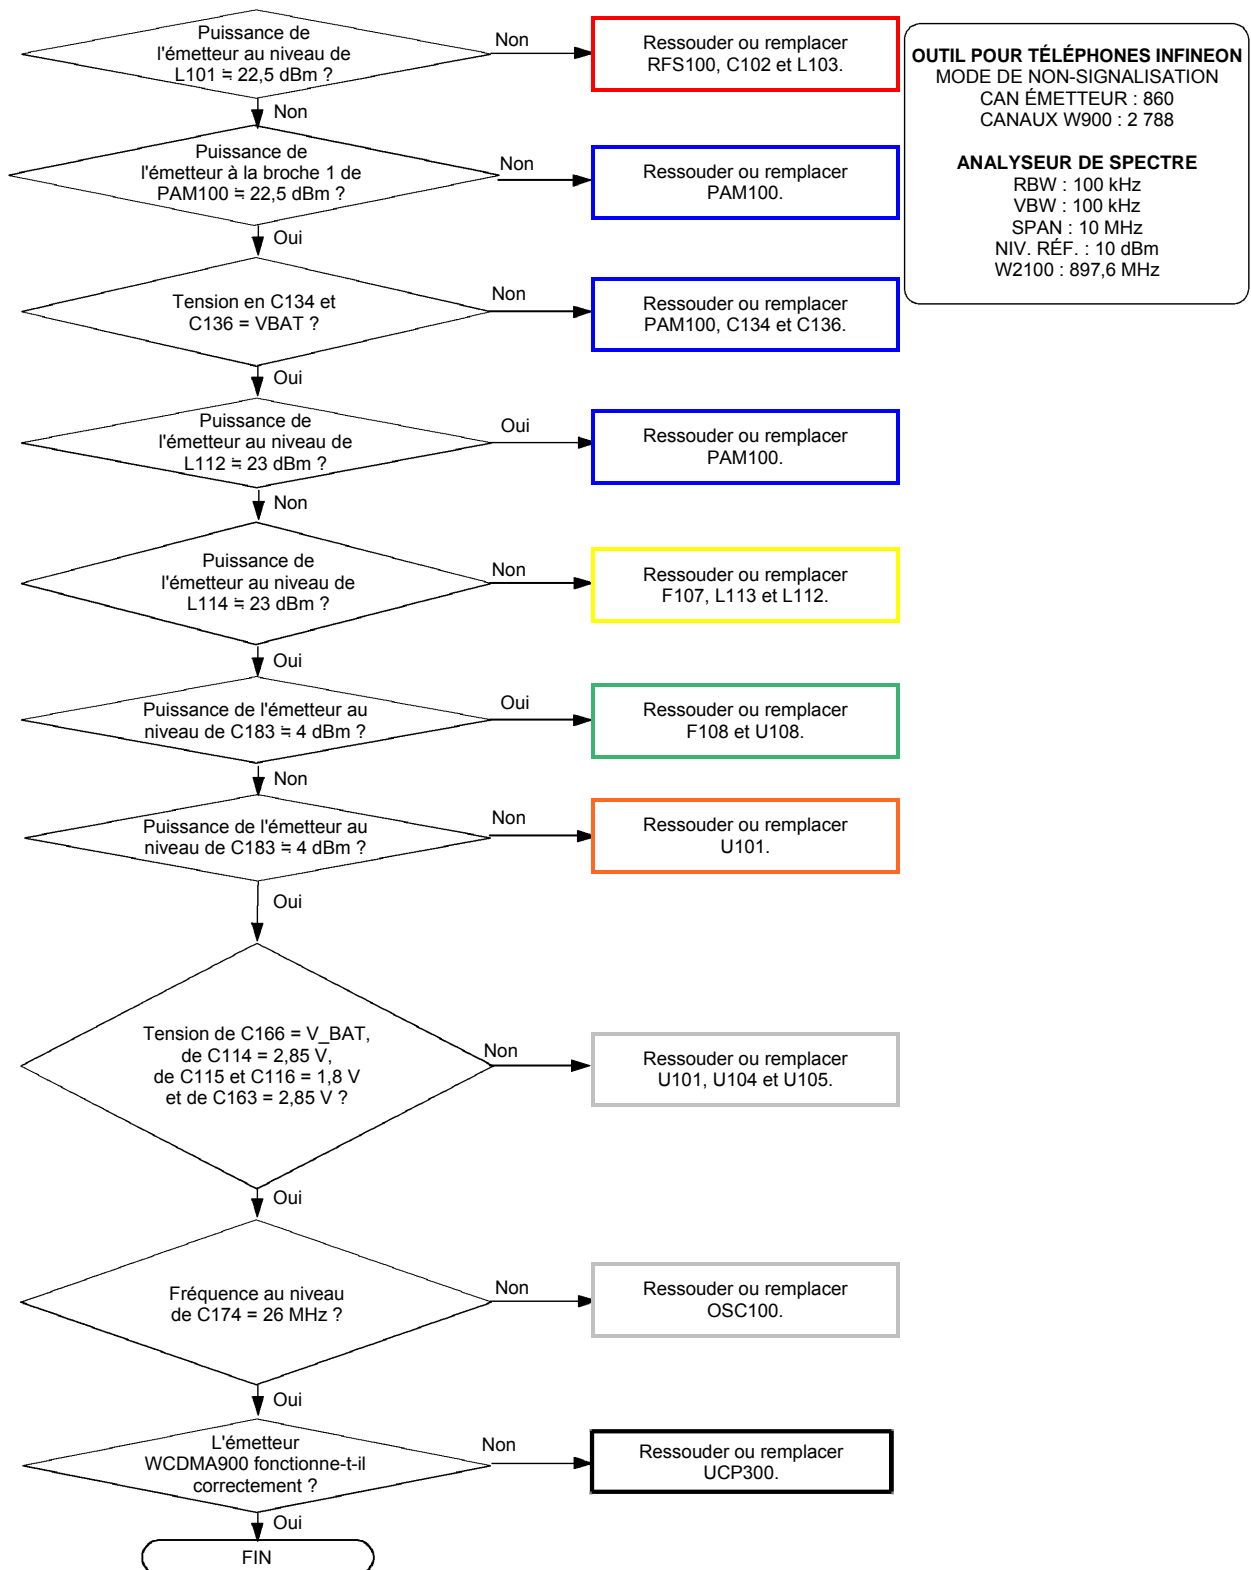 Puissance de
l'émetteur au niveau de
L101 ≒ 22,5 dBm ?
Non
Ressouder ou remplacer
RFS100, C102 et L103.
Non
Puissance de
l'émetteur à la broche 1 de
PAM100 ≒ 22,5 dBm ?
Non
Ressouder ou remplacer
PAM100.
Oui
Tension en C134 et
C136 = VBAT ?
Non
Ressouder ou remplacer
PAM100, C134 et C136.
Oui
Puissance de
l'émetteur au niveau de
L112 ≒ 23 dBm ?
Oui
Ressouder ou remplacer
PAM100.
Non
Puissance de
l'émetteur au niveau de
L114 ≒ 23 dBm ?
Non
Ressouder ou remplacer
F107, L113 et L112.
Oui
Puissance de l'émetteur au
niveau de C183 ≒ 4 dBm ?
Oui
Ressouder ou remplacer
F108 et U108.
Non
Puissance de l'émetteur au
niveau de C183 ≒ 4 dBm ?
Non
Ressouder ou remplacer
U101.
Oui
Tension de C166 = V_BAT,
de C114 = 2,85 V,
de C115 et C116 = 1,8 V
et de C163 = 2,85 V ?
Non
Ressouder ou remplacer
U101, U104 et U105.
Oui
Fréquence au niveau
de C174 = 26 MHz ?
Non
Ressouder ou remplacer
OSC100.
Oui
L'émetteur
WCDMA900 fonctionne-t-il
correctement ?
Non
Ressouder ou remplacer
UCP300.
Oui
FIN
OUTIL POUR TÉLÉPHONES INFINEON
MODE DE NON-SIGNALISATION
CAN ÉMETTEUR : 860
CANAUX W900 : 2 788
ANALYSEUR DE SPECTRE
RBW : 100 kHz
VBW : 100 kHz
SPAN : 10 MHz
NIV. RÉF. : 10 dBm
W2100 : 897,6 MHz